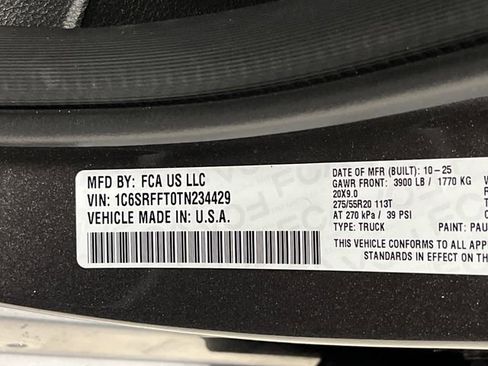 MFD BY: FCA US LLC
VIN: 1C6SRFFT0TN234429
VEHICLE MADE IN U.S.A.
DATE OF MFR (BUILT): 10-25
GAWR FRONT: 3900 LB / 1770 KG
20X9.0
275/55R20 113T
AT 270 kPa / 39 PSI
TYPE: TRUCK PAINT: PAU
THIS VEHICLE CONFORMS TO ALL APP
STANDARDS IN EFFECT ON THE